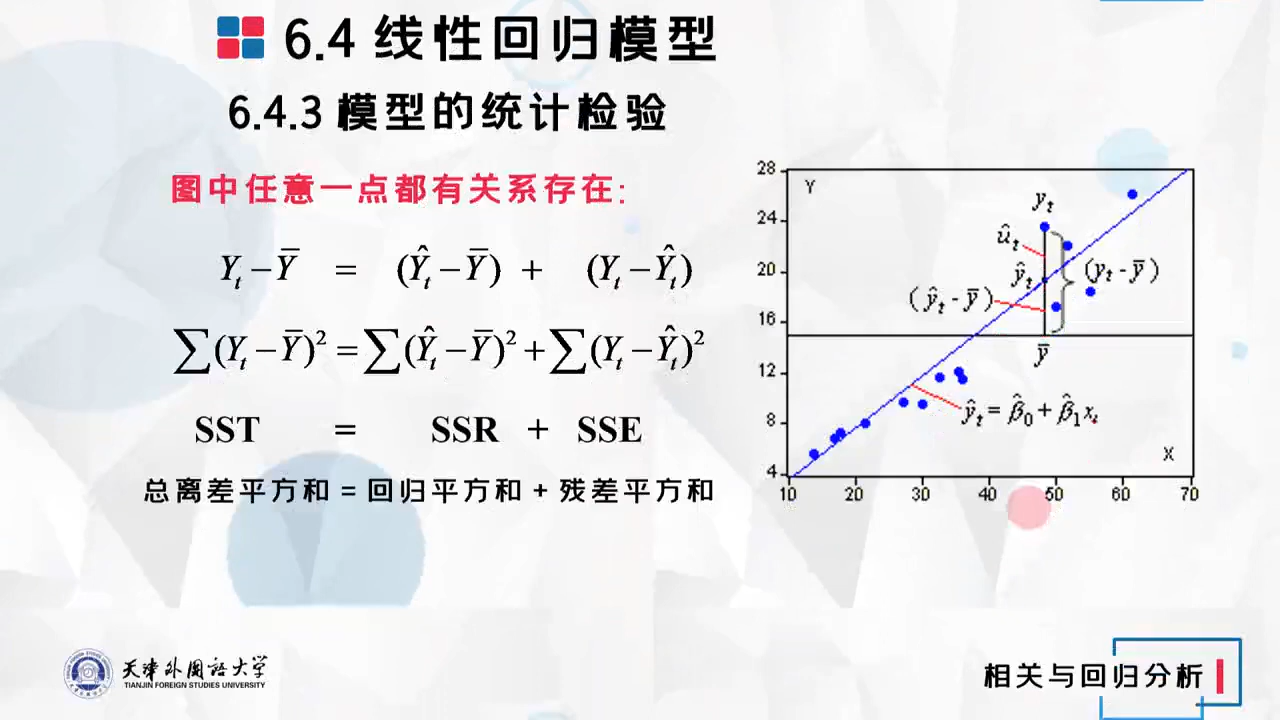 6.4 线性回归模型
6.4.3 模型的统计检验
图中任意一点都有关系存在:
Yₜ − Ȳ = (Ŷₜ − Ȳ) + (Yₜ − Ŷₜ)
∑(Yₜ − Ȳ)² = ∑(Ŷₜ − Ȳ)² + ∑(Yₜ − Ŷₜ)²
SST = SSR + SSE
总离差平方和 = 回归平方和 + 残差平方和
28
24
20
16
12
8
4
Y
yₜ
ûₜ
ŷₜ
(yₜ - ȳ)
(ŷₜ - ȳ)
ȳ
ŷₜ = β̂₀ + β̂₁xₜ
X
10 20 30 40 50 60 70
天津外国语大学
TIANJIN FOREIGN STUDIES UNIVERSITY
相关与回归分析